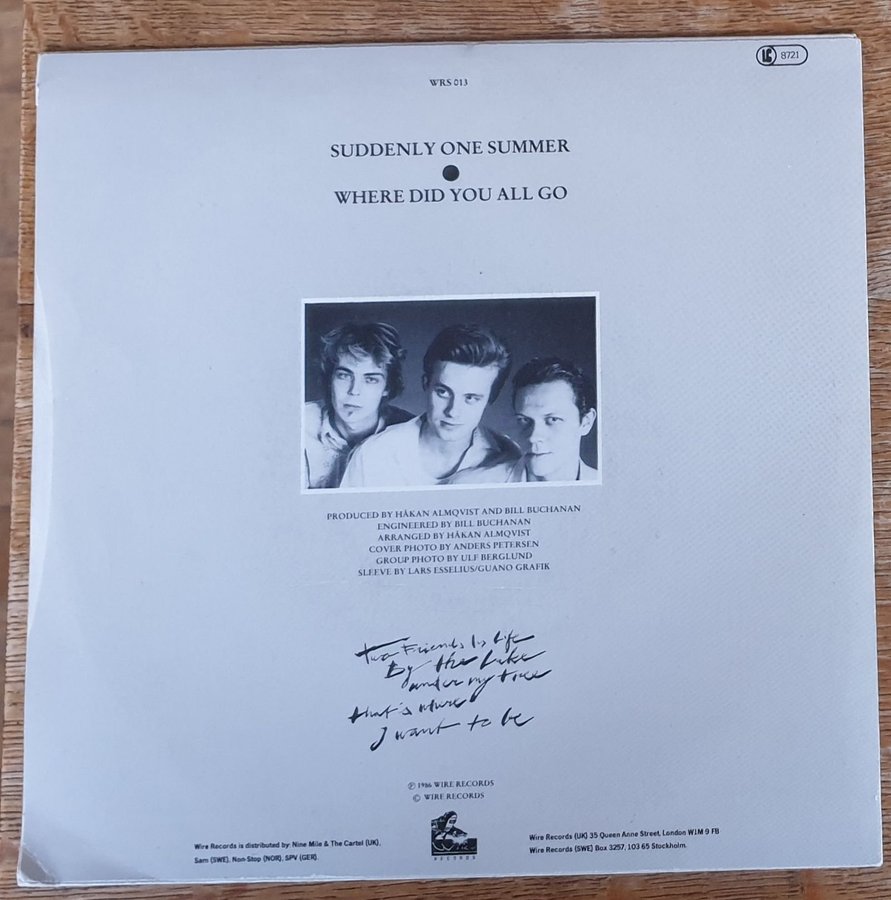 LC 8721
WRS 013
SUDDENLY ONE SUMMER
WHERE DID YOU ALL GO
PRODUCED BY HÅKAN ALMQVIST AND BILL BUCHANAN
ENGINEERED BY BILL BUCHANAN
ARRANGED BY HÅKAN ALMQVIST
COVER PHOTO BY ANDERS PETERSEN
GROUP PHOTO BY ULF BERGLUND
SLEEVE BY LARS ESSELIUS/GUANO GRAFIK
Two Friends In Life
By the Lake
under my tree
that's where
I want to be
℗ 1986 WIRE RECORDS
© WIRE RECORDS
Wire Records is distributed by: Nine Mile & The Cartel (UK),
Sam (SWE), Non-Stop (NOR), SPV (GER).
Wire
RECORDS
Wire Records (UK) 35 Queen Anne Street, London W1M 9 FB
Wire Records (SWE) Box 3257, 103 65 Stockholm.